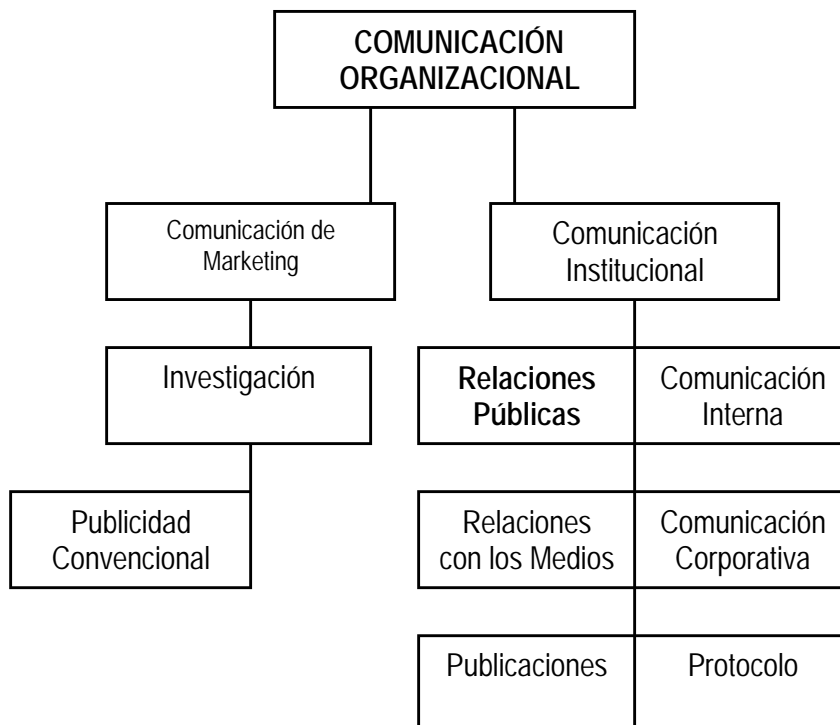 COMUNICACIÓN
ORGANIZACIONAL
Comunicación de
Marketing
Comunicación
Institucional
Investigación
Relaciones
Públicas
Comunicación
Interna
Publicidad
Convencional
Relaciones
con los Medios
Comunicación
Corporativa
Publicaciones
Protocolo